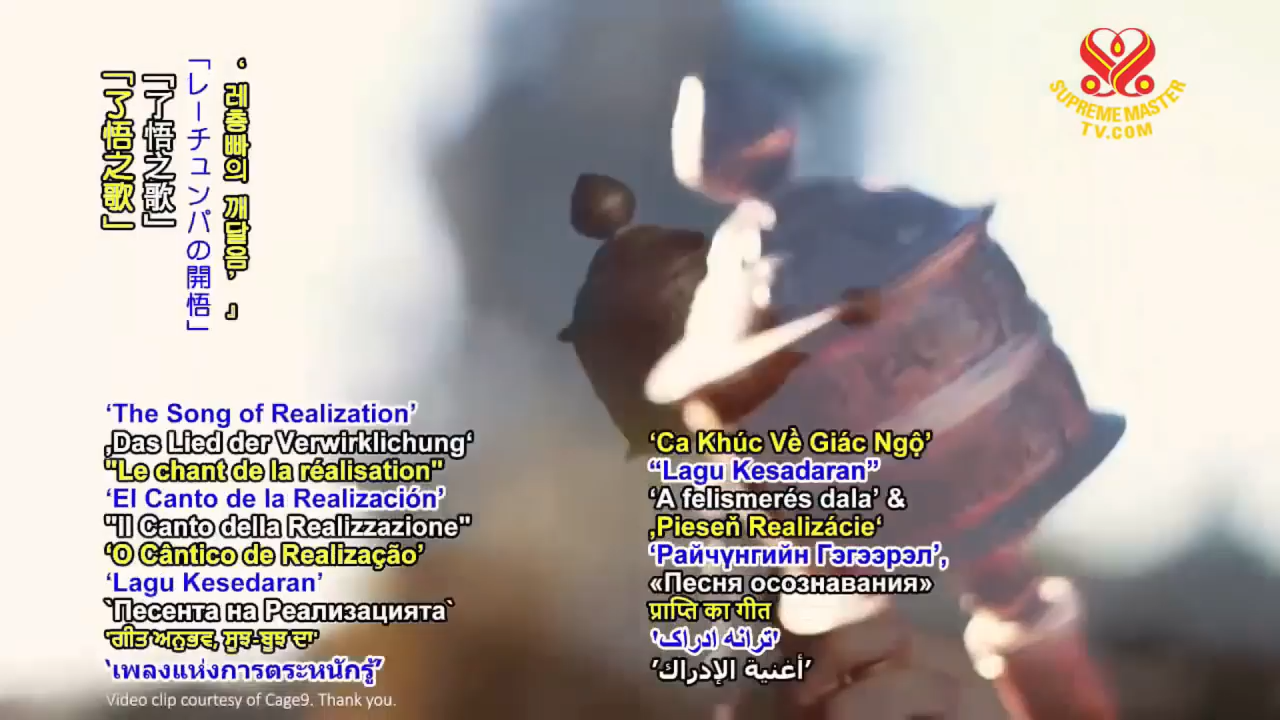 SUPREME MASTER
TV.COM
‘레충빠의 깨달음’」
「レーチュンパの開悟」
「了悟之歌」
「了悟之歌」
‘The Song of Realization’
‚Das Lied der Verwirklichung‘
"Le chant de la réalisation"
‘El Canto de la Realización’
"Il Canto della Realizzazione"
‘O Cântico de Realização’
‘Lagu Kesedaran’
`Песента на Реализацията`
'ਗੀਤ ਅਨੁਭਵ, ਸੂਝ-ਬੂਝ ਦਾ'
‘เพลงแห่งการตระหนักรู้’
‘Ca Khúc Về Giác Ngộ’
“Lagu Kesadaran”
‘A felismerés dala’ &
‚Pieseň Realizácie‘
‘Райчүнгийн Гэгээрэл’,
«Песня осознавания»
प्राप्ति का गीत
'ترانه ادراک'
’أغنية الإدراك’
Video clip courtesy of Cage9. Thank you.